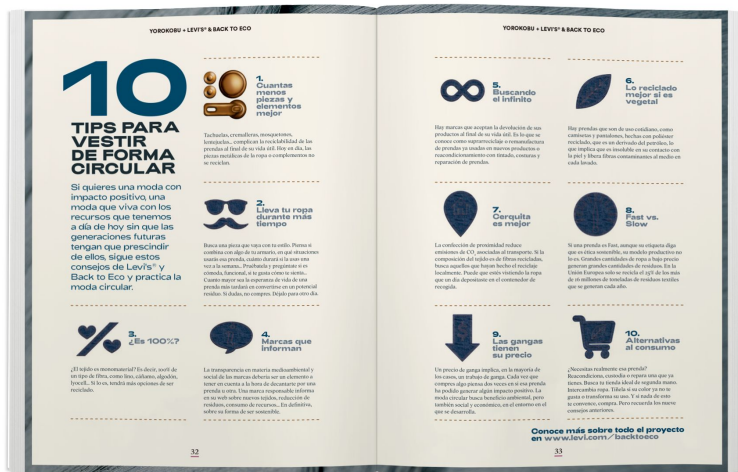 YOROKOBU + LEVI'S® & BACK TO ECO
10
TIPS PARA
VESTIR
DE FORMA
CIRCULAR
Si quieres una moda con
impacto positivo, una
moda que viva con los
recursos que tenemos
a día de hoy sin que las
generaciones futuras
tengan que prescindir
de ellos, sigue estos
consejos de Levi's® y
Back to Eco y practica la
moda circular.
1.
Cuantas
menos
piezas y
elementos
mejor
Tachuelas, cremalleras, mosquetones,
lentejuelas... complican la reciclabilidad de las
prendas al final de su vida útil. Hoy en día, las
piezas metálicas de la ropa o complementos no
se reciclan.
2.
Lleva tu ropa
durante más
tiempo
Busca una pieza que vaya con tu estilo. Piensa si
combina con algo de tu armario, en qué situaciones
usarías esa prenda, cuánto durará si la usas una
vez a la semana... Pruébatela y pregúntate si es
cómoda, funcional, si te gusta cómo te sienta...
Cuanto mayor sea la esperanza de vida de una
prenda más tardará en convertirse en un potencial
residuo. Si dudas, no compres. Déjalo para otro día.
3.
¿Es 100%?
¿El tejido es monomaterial? Es decir, 100% de
un tipo de fibra, como lino, cáñamo, algodón,
lyocell... Si lo es, tendrá más opciones de ser
reciclado.
4.
Marcas que
informan
La transparencia en materia medioambiental y
social de las marcas debería ser un elemento a
tener en cuenta a la hora de decantarte por una
prenda u otra. Una marca responsable informa
en su web sobre nuevos tejidos, reducción de
residuos, consumo de recursos... En definitiva,
sobre su forma de ser sostenible.
32
YOROKOBU + LEVI'S® & BACK TO ECO
5.
Buscando
el infinito
Hay marcas que aceptan la devolución de sus
productos al final de su vida útil. Es lo que se
conoce como suprarreciclaje o remanufactura
de prendas ya usadas en nuevos productos o
reacondicionamiento con tintado, costuras y
reparación de prendas.
6.
Lo reciclado
mejor si es
vegetal
Hay prendas que son de uso cotidiano, como
camisetas y pantalones, hechas con poliéster
reciclado, que es un derivado del petróleo, lo
que implica que es insoluble en su contacto con
la piel y libera fibras contaminantes al medio en
cada lavado.
7.
Cerquita
es mejor
La confección de proximidad reduce
emisiones de CO₂ asociadas al transporte. Si la
composición del tejido es de fibras recicladas,
busca aquellos que hayan hecho el reciclaje
localmente. Puede que estés vistiendo la ropa
que un día depositaste en el contenedor de
recogida.
8.
Fast vs.
Slow
Si una prenda es Fast, aunque su etiqueta diga
que es ética sostenible, su modelo productivo no
lo es. Grandes cantidades de ropa a bajo precio
generan grandes cantidades de residuos. En la
Unión Europea solo se recicla el 25% de los más
de 16 millones de toneladas de residuos textiles
que se generan cada año.
9.
Las gangas
tienen
su precio
Un precio de ganga implica, en la mayoría de
los casos, un trabajo de ganga. Cada vez que
compres algo piensa dos veces en si esa prenda
ha podido generar algún impacto positivo. La
moda circular busca beneficio ambiental, pero
también social y económico, en el entorno en el
que se desarrolla.
10.
Alternativas
al consumo
¿Necesitas realmente esa prenda?
Reacondiciona, customiza o repara una que ya
tienes. Busca tu tienda ideal de segunda mano.
Intercambia ropa. Tíñela si su color ya no te
gusta o transforma su uso. Y si nada de esto
te convence, compra. Pero recuerda los nueve
consejos anteriores.
Conoce más sobre todo el proyecto
en www.levi.com/backtoeco
33